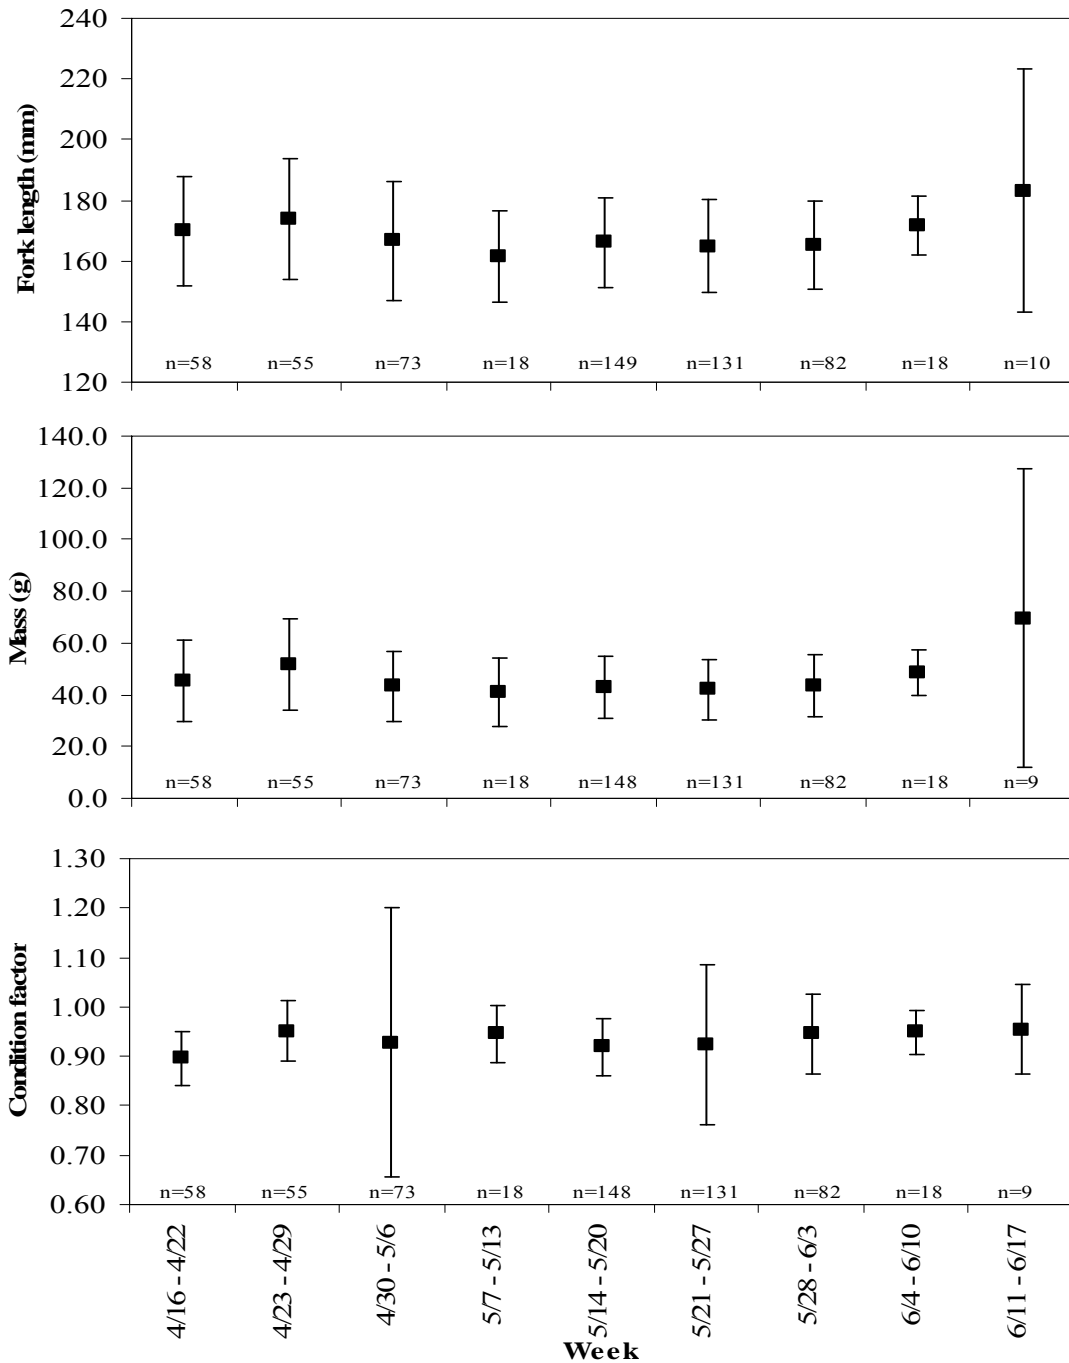 240
220
200
180
160
140
120
Fork length (mm)
n=58 n=55 n=73 n=18 n=149 n=131 n=82 n=18 n=10
140.0
120.0
100.0
80.0
60.0
40.0
20.0
0.0
Mass (g)
n=58 n=55 n=73 n=18 n=148 n=131 n=82 n=18 n=9
1.30
1.20
1.10
1.00
0.90
0.80
0.70
0.60
Condition factor
n=58 n=55 n=73 n=18 n=148 n=131 n=82 n=18 n=9
4/16 - 4/22
4/23 - 4/29
4/30 - 5/6
5/7 - 5/13
5/14 - 5/20
5/21 - 5/27
5/28 - 6/3
6/4 - 6/10
6/11 - 6/17
Week